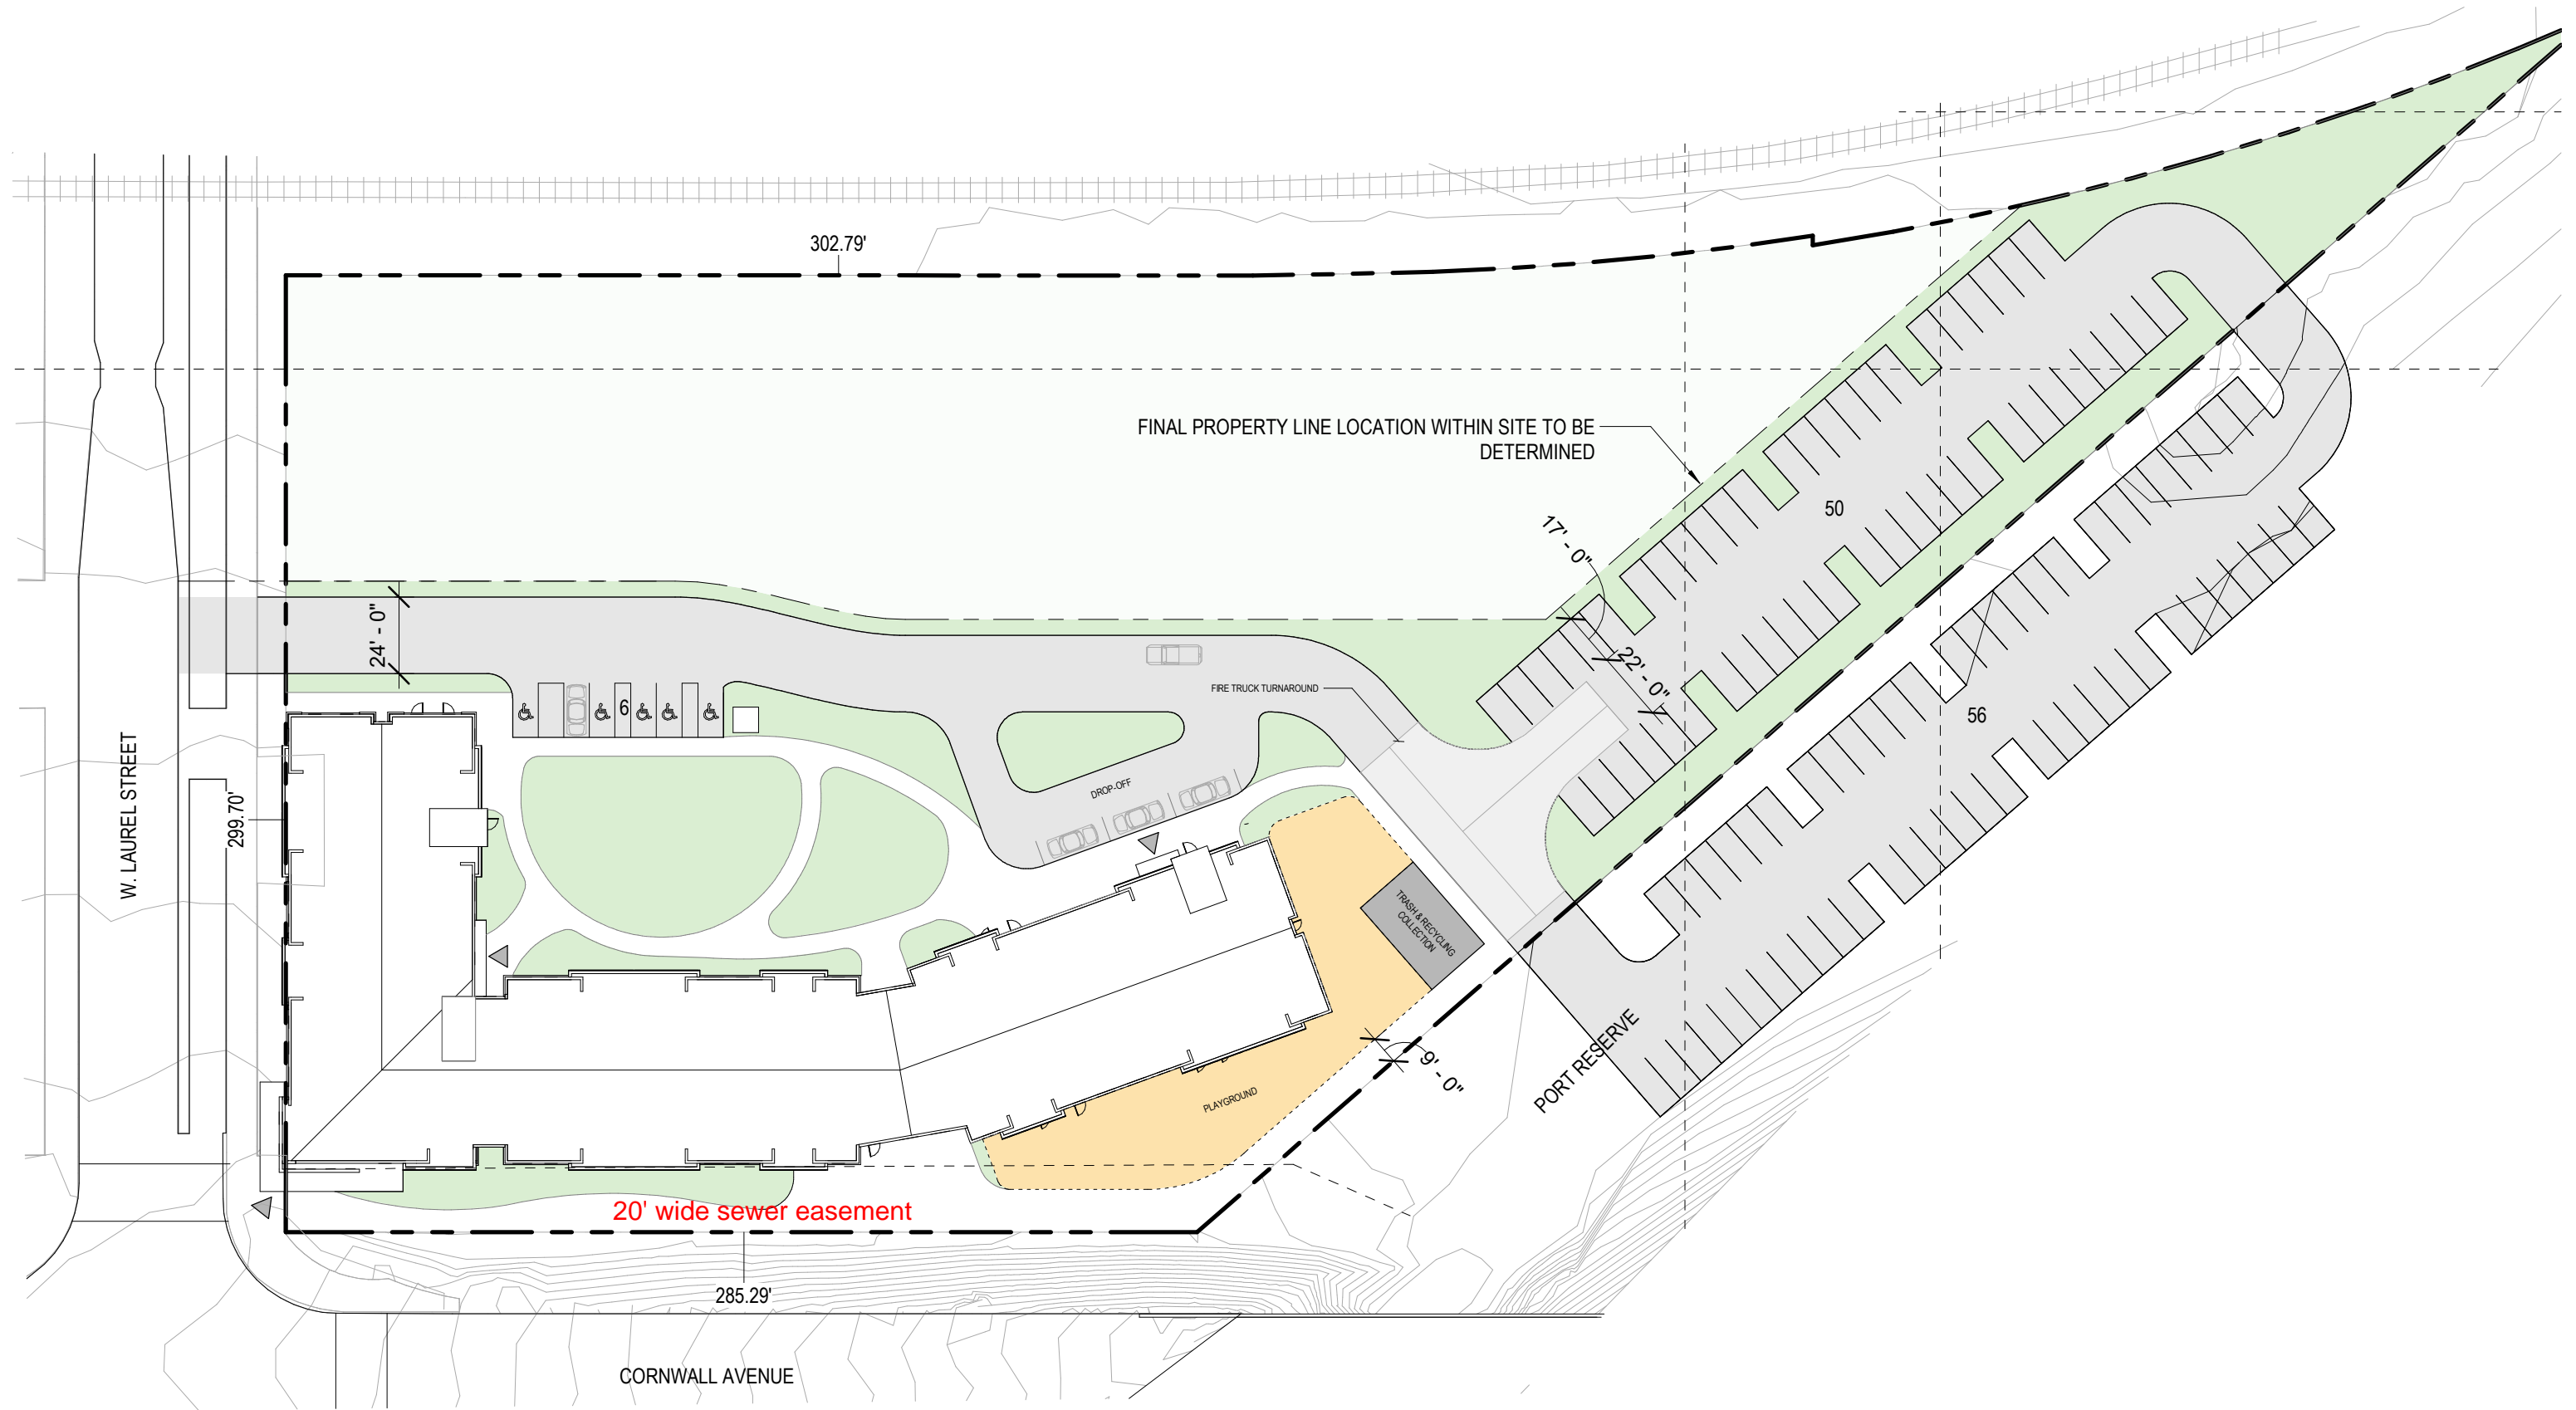 302.79'
FINAL PROPERTY LINE LOCATION WITHIN SITE TO BE
DETERMINED
50
17' - 0"
24' - 0"
22' - 0"
FIRE TRUCK TURNAROUND
6
56
W. LAUREL STREET
299.70'
DROP-OFF
TRASH & RECYCLING
COLLECTION
PORT RESERVE
9' - 0"
PLAYGROUND
20' wide sewer easement
285.29'
CORNWALL AVENUE